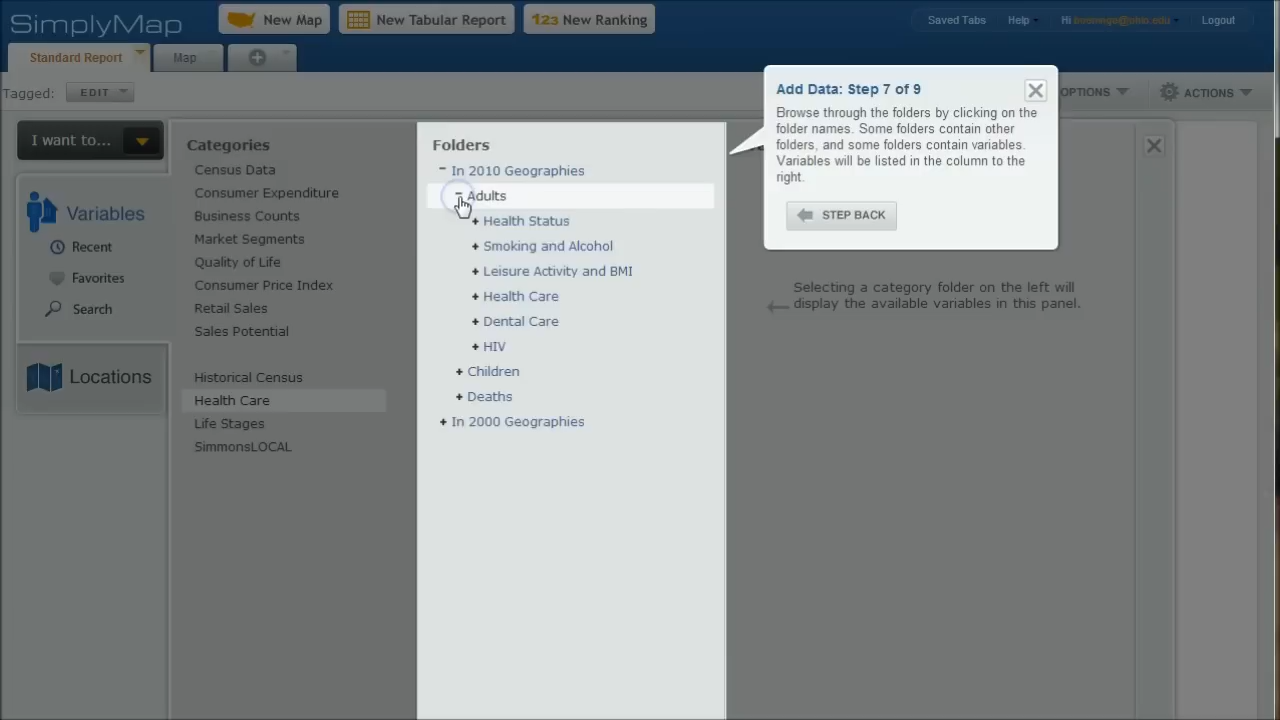 SimplyMap
New Map
New Tabular Report
123 New Ranking
Saved Tabs
Help
Hi
Logout
Standard Report
Map
Tagged:
EDIT
OPTIONS
ACTIONS
I want to...
Variables
Recent
Favorites
Search
Locations
Categories
Census Data
Consumer Expenditure
Business Counts
Market Segments
Quality of Life
Consumer Price Index
Retail Sales
Sales Potential
Historical Census
Health Care
Life Stages
SimmonsLOCAL
Folders
- In 2010 Geographies
- Adults
+ Health Status
+ Smoking and Alcohol
+ Leisure Activity and BMI
+ Health Care
+ Dental Care
+ HIV
+ Children
+ Deaths
+ In 2000 Geographies
Add Data: Step 7 of 9
Browse through the folders by clicking on the
folder names. Some folders contain other
folders, and some folders contain variables.
Variables will be listed in the column to the
right.
STEP BACK
Selecting a category folder on the left will
display the available variables in this panel.